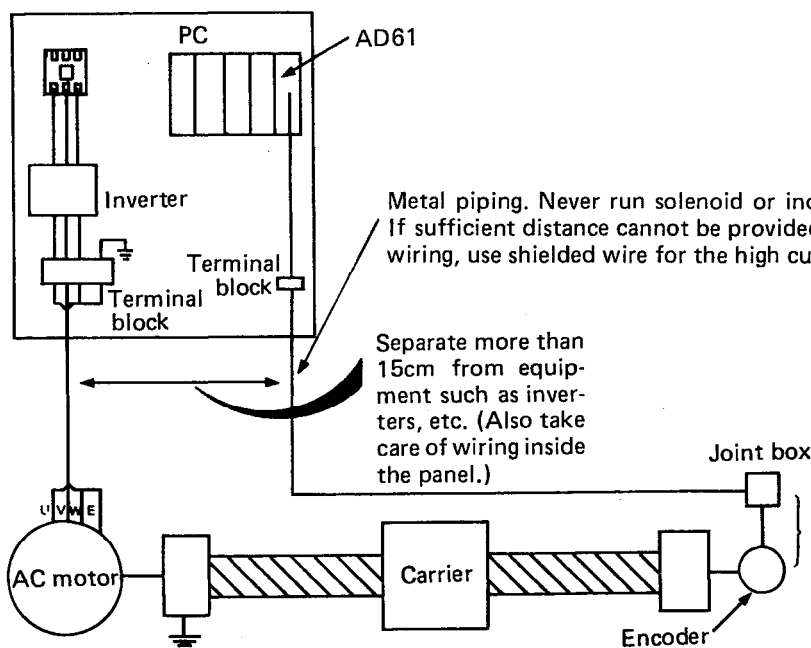 PC
AD61
Inverter
Terminal
block
Terminal
block
Metal piping. Never run solenoid or
If sufficient distance cannot be provided
wiring, use shielded wire for the high
Separate more than
15cm from equip-
ment such as inver-
ters, etc. (Also take
care of wiring inside
the panel.)
Joint box
U V W E
AC motor
Carrier
Encoder